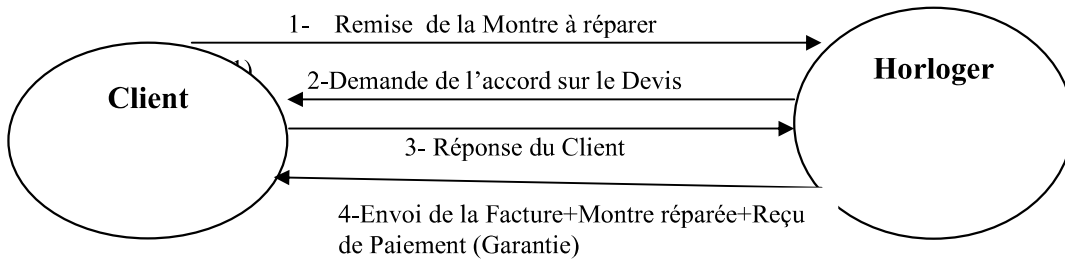 1- Remise de la Montre à réparer
Client
Horloger
2-Demande de l’accord sur le Devis
3- Réponse du Client
4-Envoi de la Facture+Montre réparée+Reçu
de Paiement (Garantie)